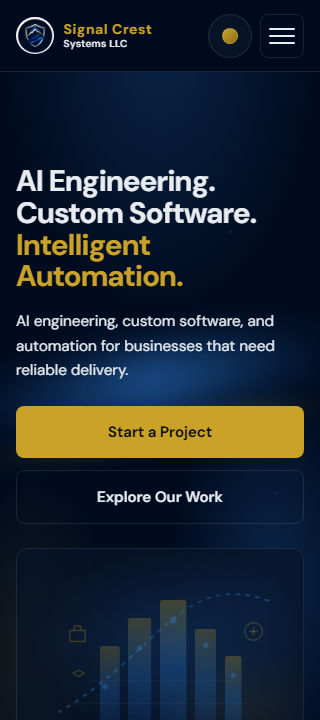 Signal Crest
Systems LLC
AI Engineering.
Custom Software.
Intelligent
Automation.
AI engineering, custom software, and
automation for businesses that need
reliable delivery.
Start a Project
Explore Our Work